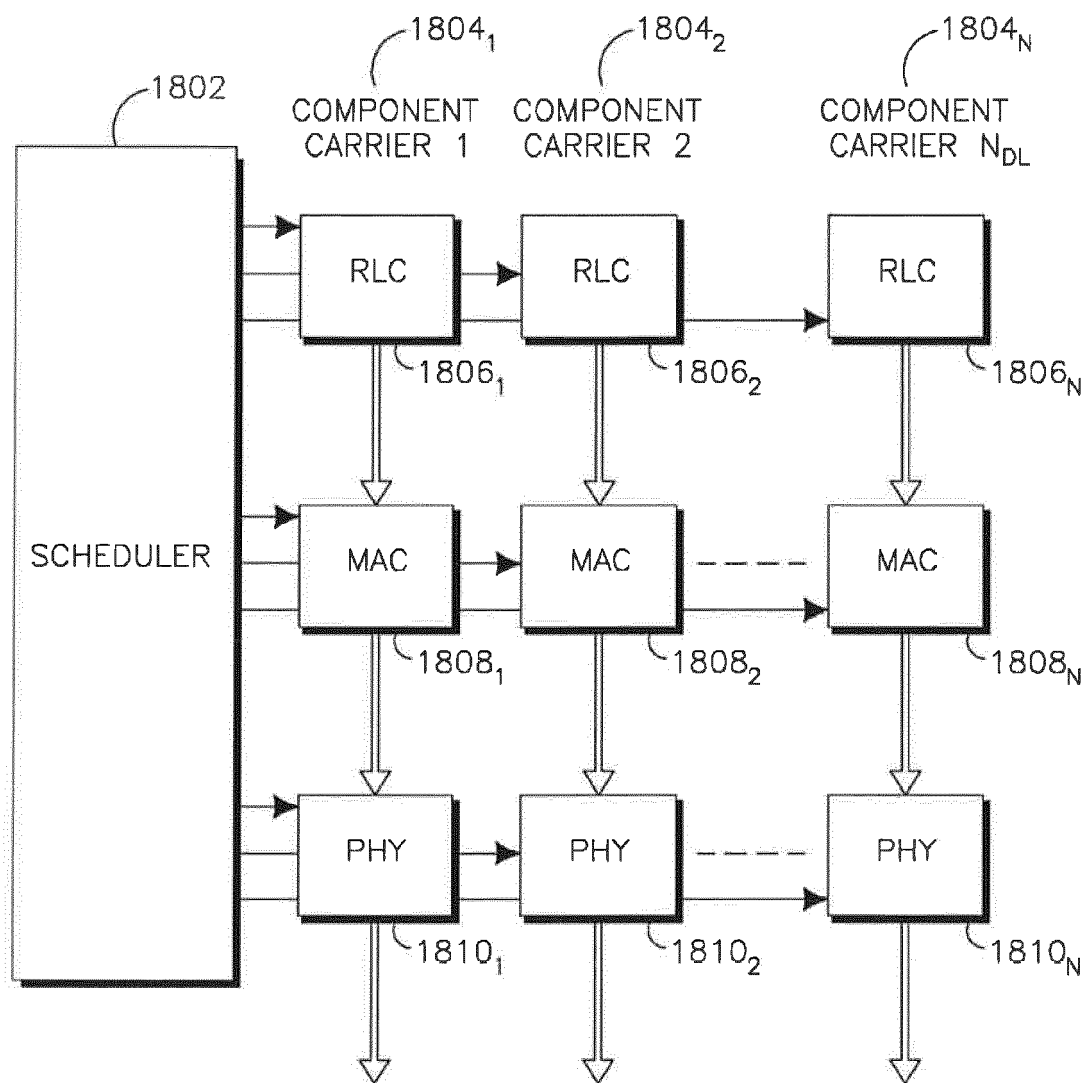 1804₁ 1804₂ 1804N
1802
COMPONENT CARRIER 1
COMPONENT CARRIER 2
COMPONENT CARRIER NDL
RLC RLC RLC
1806₁ 1806₂ 1806N
SCHEDULER
MAC MAC MAC
1808₁ 1808₂ 1808N
PHY PHY PHY
1810₁ 1810₂ 1810N